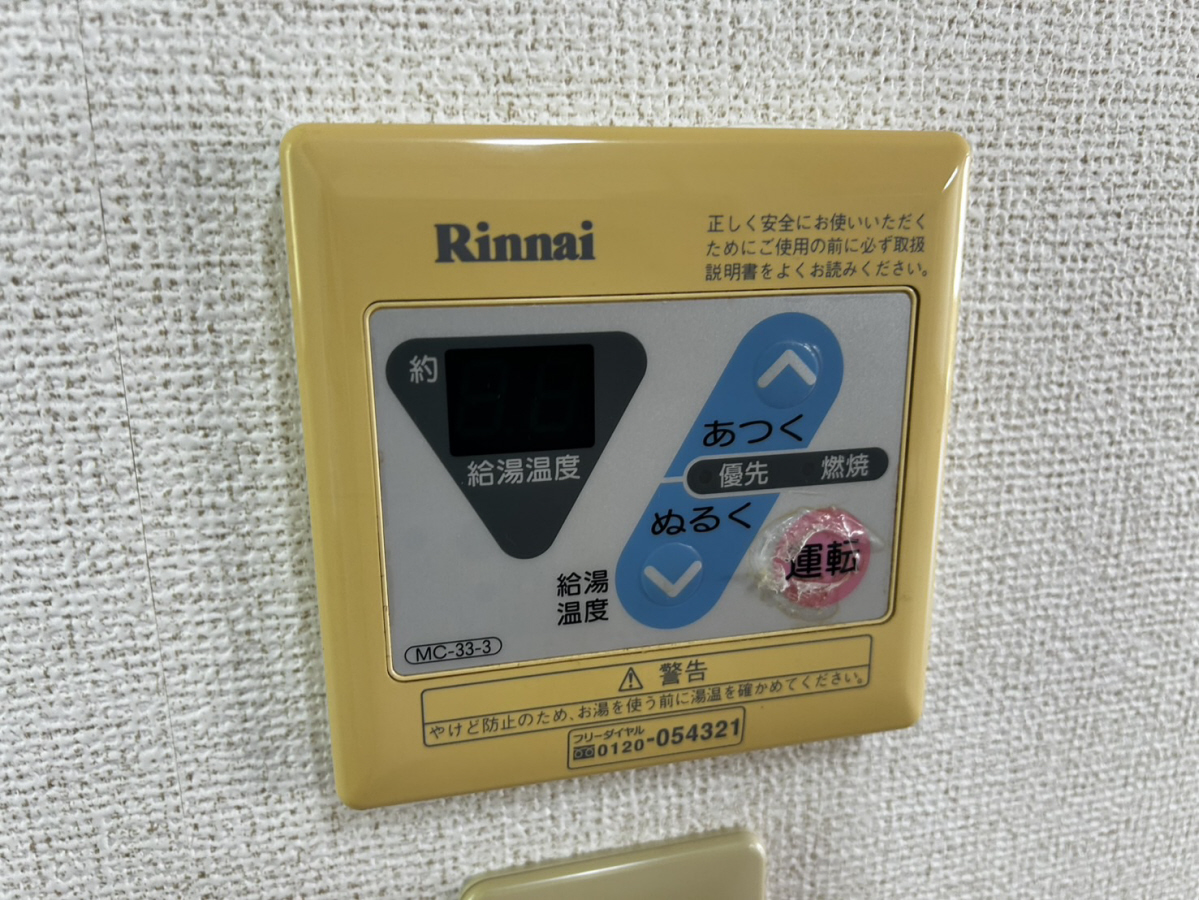 Rinnai
正しく安全にお使いいただく
ためにご使用の前に必ず取扱
説明書をよくお読みください。
約
給湯温度
あつく
優先 燃焼
ぬるく
運転
給湯
温度
MC-33-3
警告
やけど防止のため、お湯を使う前に湯温を確かめてください。
フリーダイヤル
0120-054321